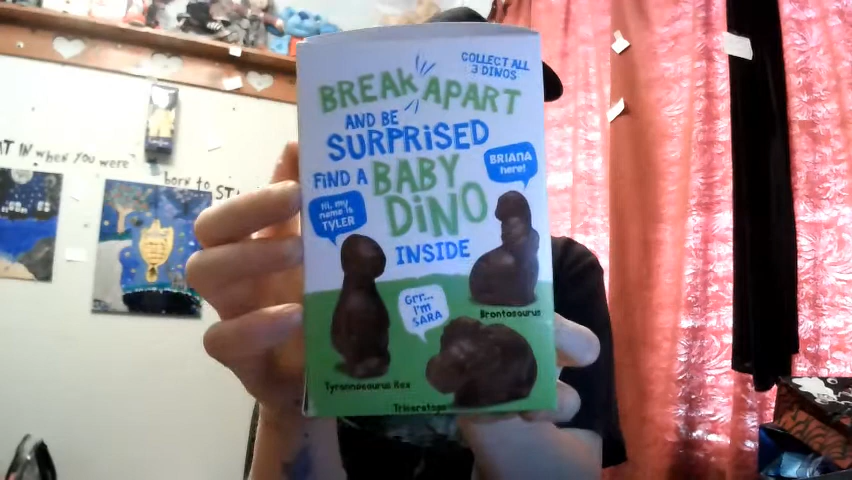 COLLECT ALL
3 DINOS
BREAK APART
AND BE
SURPRISED
FIND A BABY
DINO
INSIDE
BRIANA
here!
Hi, my
name is
TYLER
Grr...
I'm
SARA
Brontosaurus
Tyrannosaurus Rex
Triceratops
IN when you were
born to